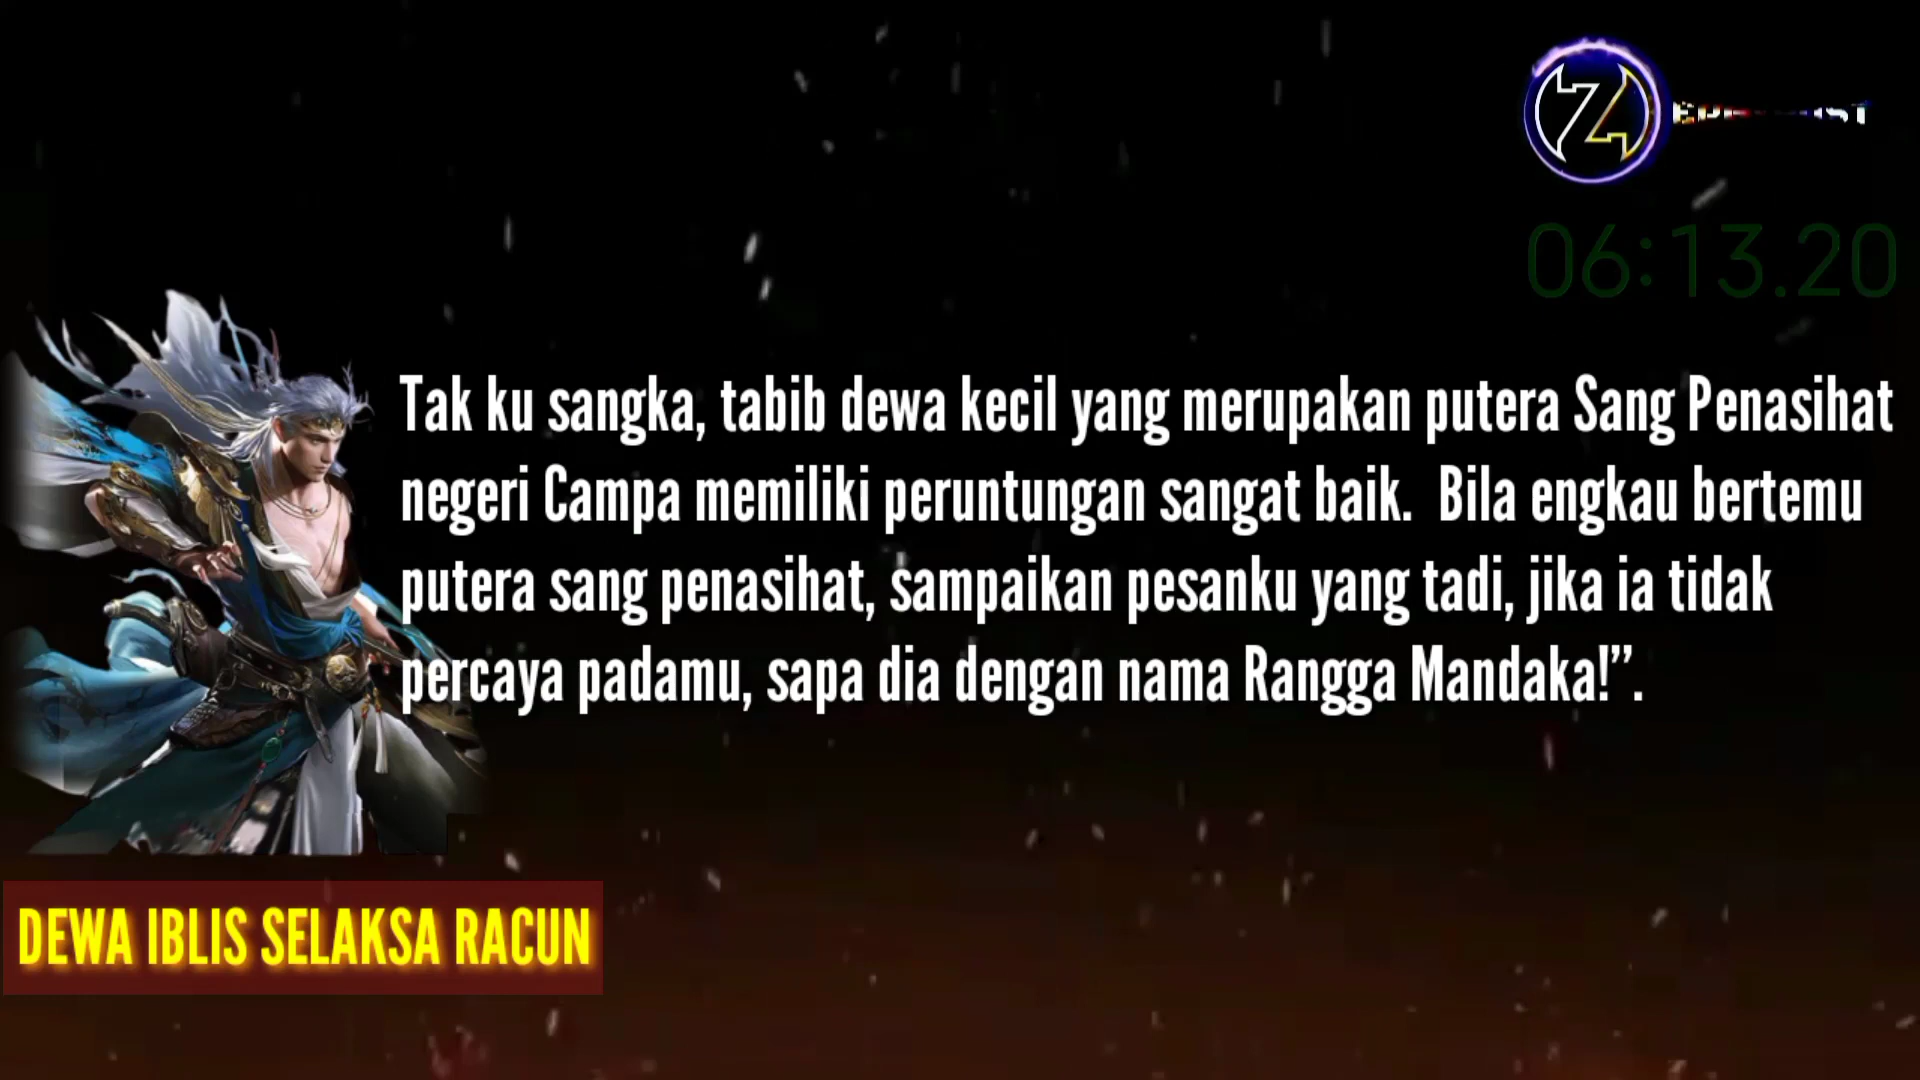 06:13.20
Tak ku sangka, tabib dewa kecil yang merupakan putera Sang Penasihat
negeri Campa memiliki peruntungan sangat baik.  Bila engkau bertemu
putera sang penasihat, sampaikan pesanku yang tadi, jika ia tidak
percaya padamu, sapa dia dengan nama Rangga Mandaka!”.
DEWA IBLIS SELAKSA RACUN